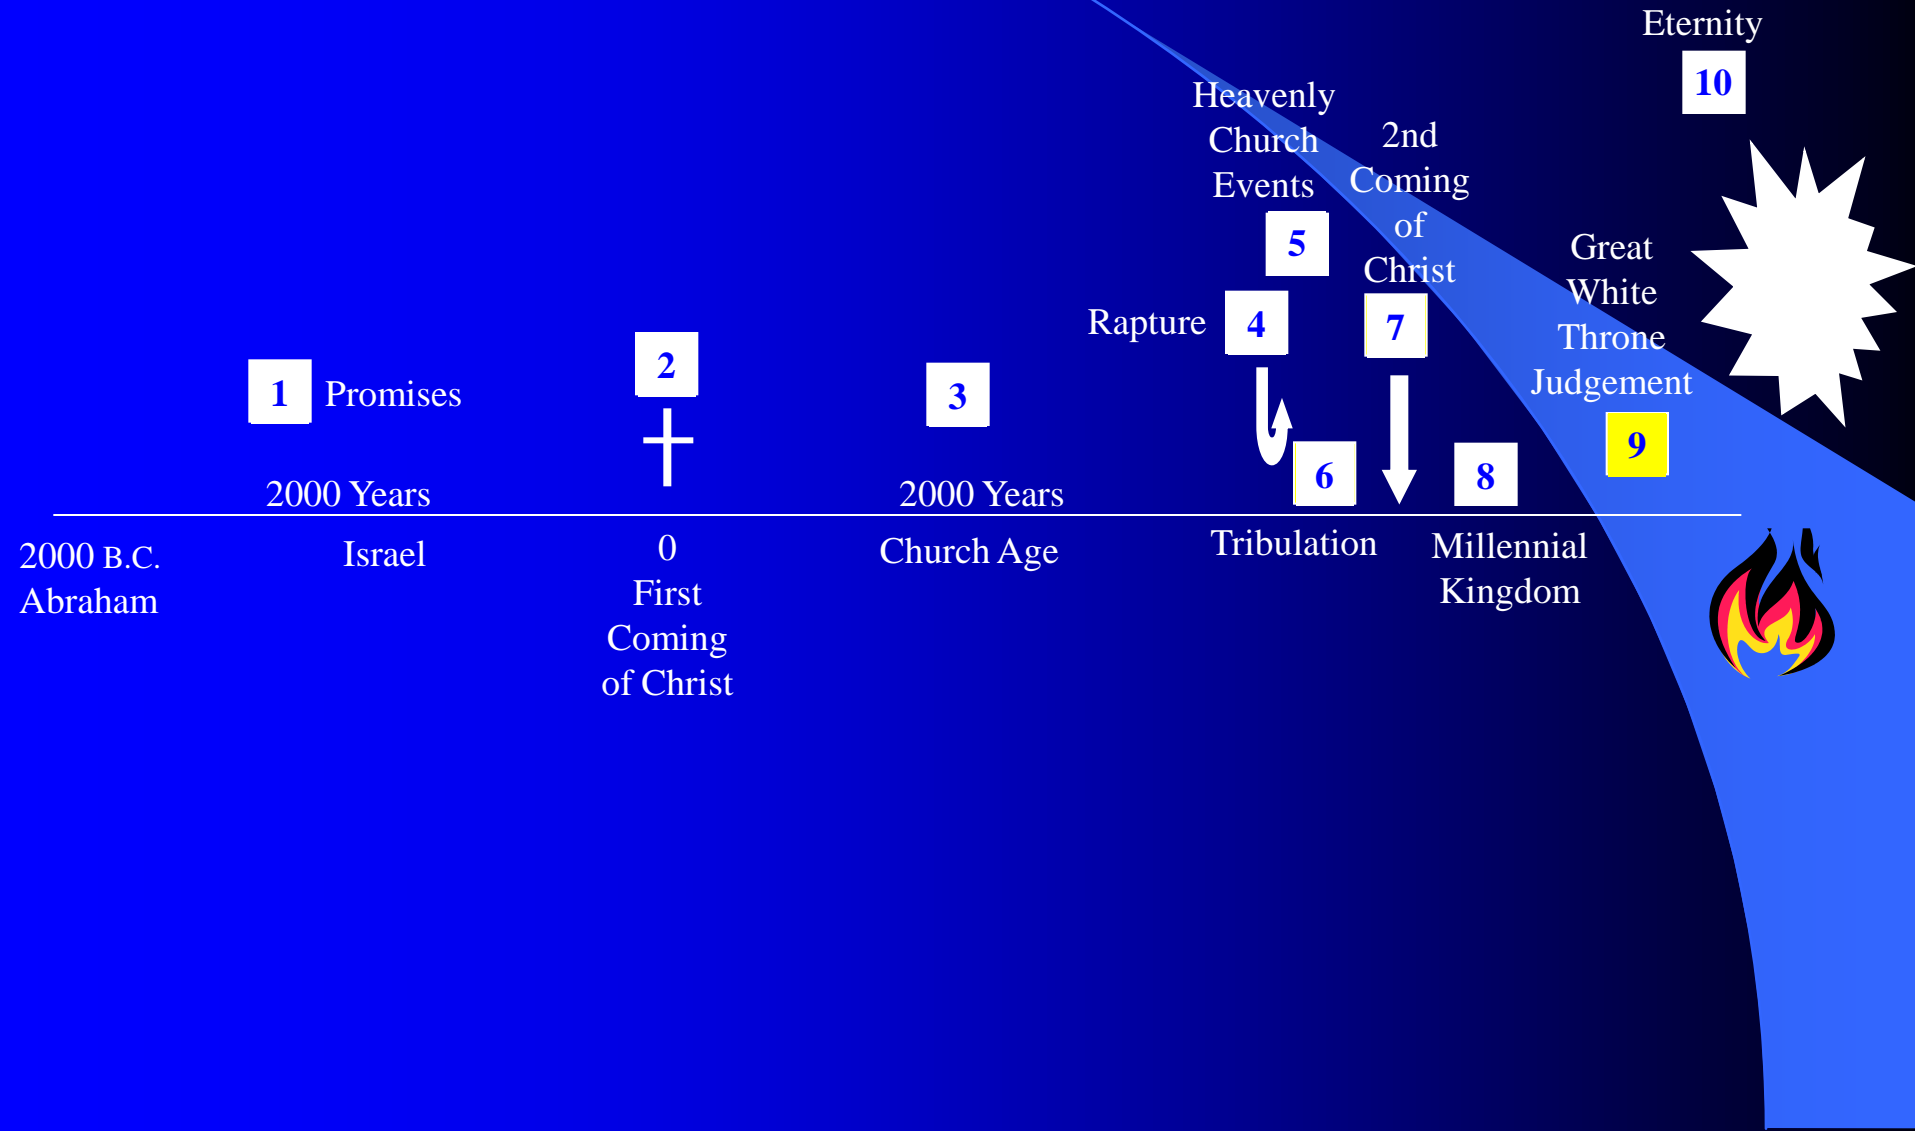 Eternity
10
Heavenly
Church
Events
5
2nd
Coming
of
Christ
7
Great
White
Throne
Judgement
9
Rapture
4
1 Promises
2
3
6
8
2000 Years
2000 Years
2000 B.C.
Abraham
Israel
0
First
Coming
of Christ
Church Age
Tribulation
Millennial
Kingdom